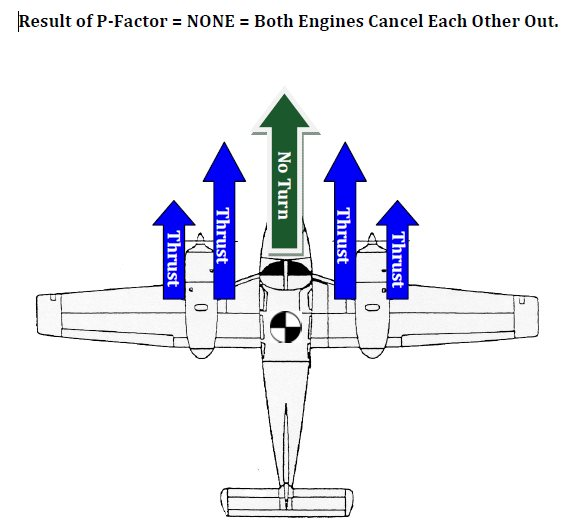 Result of P-Factor = NONE = Both Engines Cancel Each Other Out.
No Turn
Thrust
Thrust
Thrust
Thrust